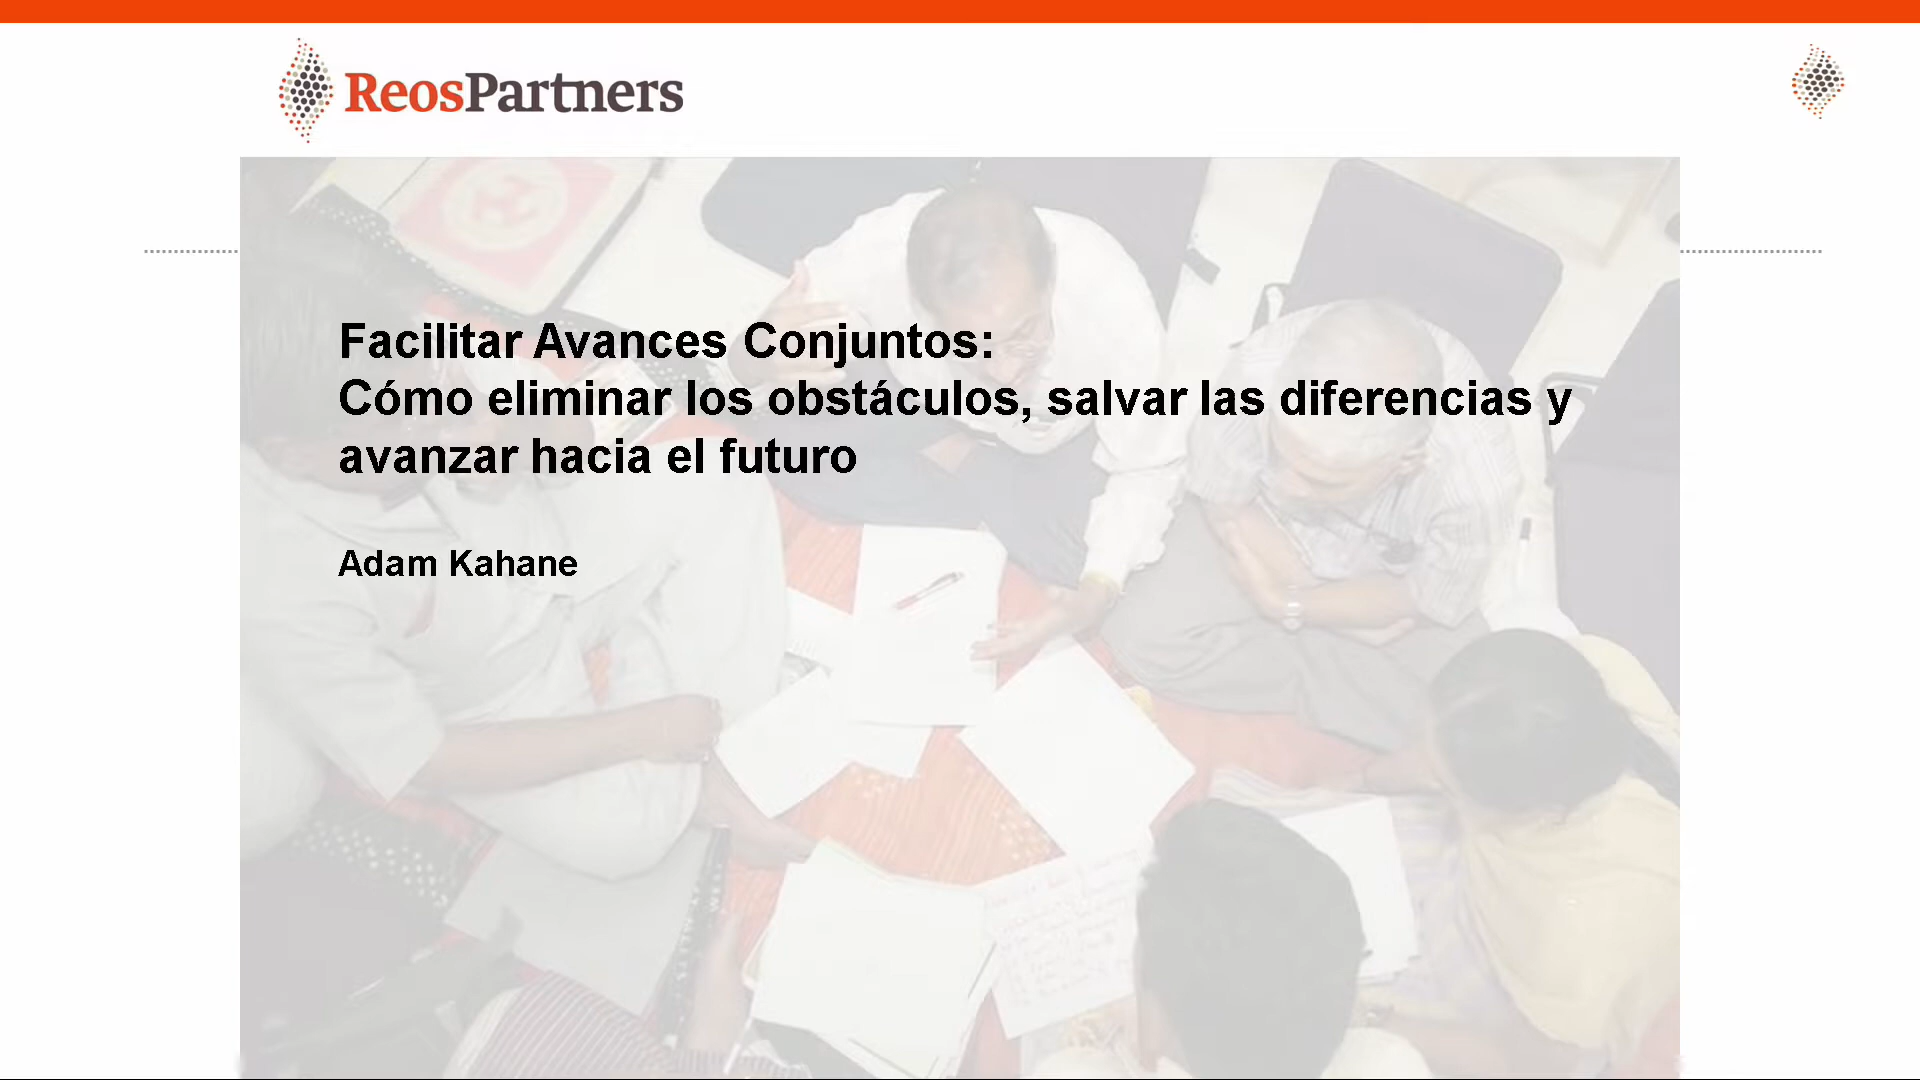 ReosPartners
Facilitar Avances Conjuntos:
Cómo eliminar los obstáculos, salvar las diferencias y
avanzar hacia el futuro
Adam Kahane